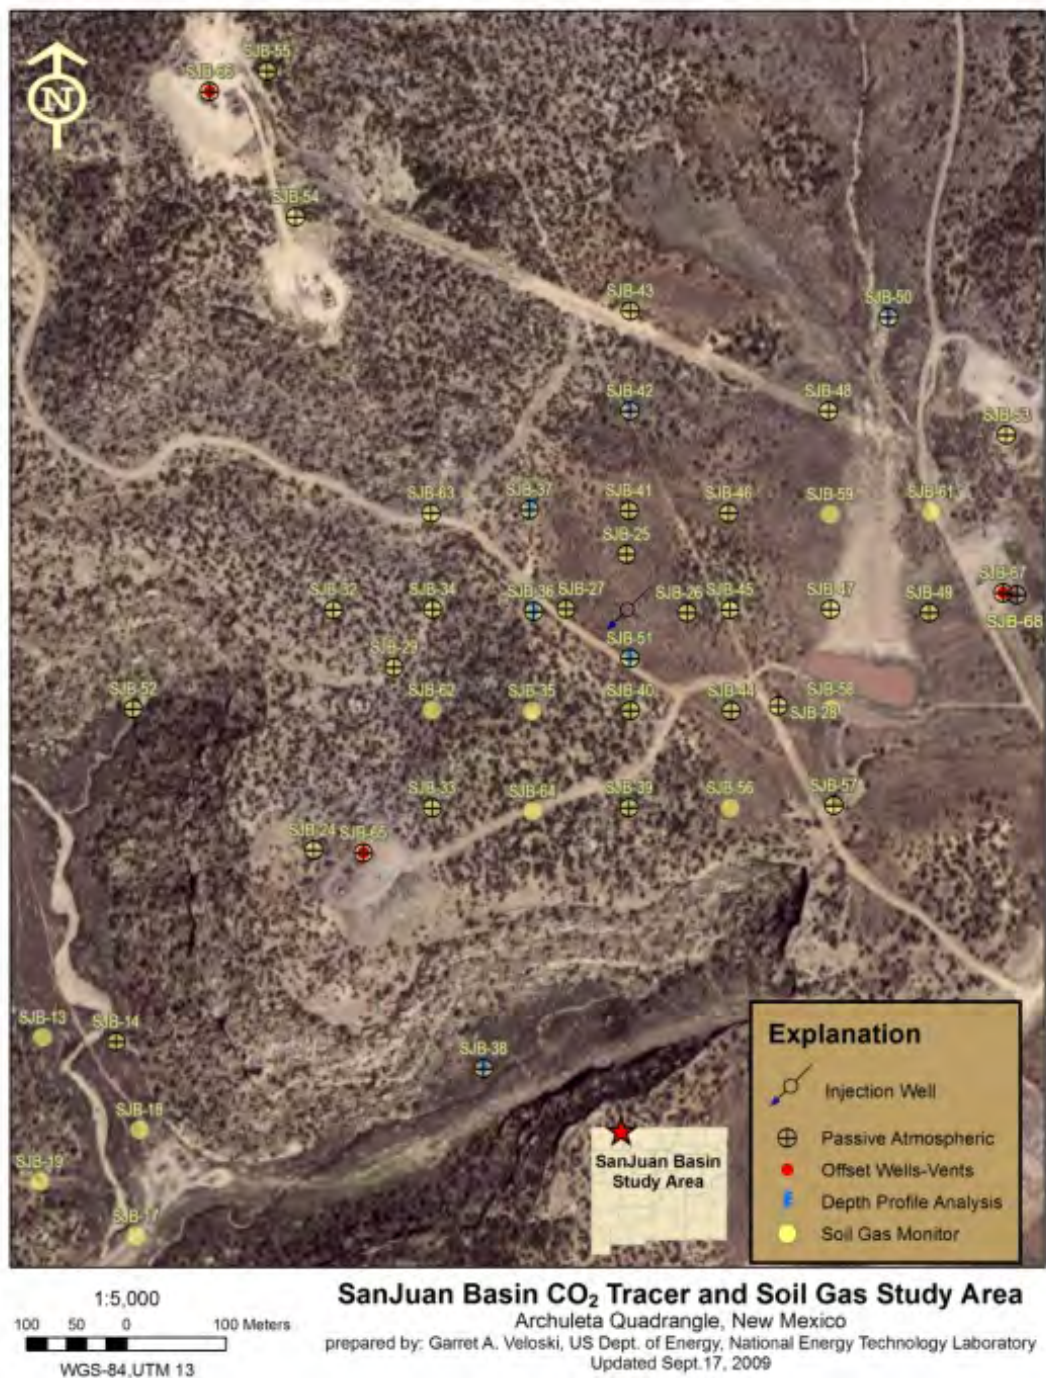 N
SJB-55
SJB-66
SJB-54
SJB-43
SJB-50
SJB-42
SJB-48
SJB-53
SJB-63
SJB-37
SJB-41
SJB-46
SJB-59
SJB-61
SJB-25
SJB-67
SJB-32
SJB-34
SJB-36
SJB-27
SJB-26
SJB-45
SJB-47
SJB-49
SJB-68
SJB-51
SJB-29
SJB-52
SJB-62
SJB-35
SJB-40
SJB-44
SJB-28
SJB-58
SJB-33
SJB-64
SJB-39
SJB-56
SJB-57
SJB-24
SJB-65
SJB-13
SJB-14
SJB-38
SJB-18
SJB-19
SJB-17
Explanation
Injection Well
Passive Atmospheric
Offset Wells-Vents
Depth Profile Analysis
Soil Gas Monitor
SanJuan Basin
Study Area
1:5,000
100 50 0 100 Meters
WGS-84,UTM 13
SanJuan Basin CO₂ Tracer and Soil Gas Study Area
Archuleta Quadrangle, New Mexico
prepared by: Garret A. Veloski, US Dept. of Energy, National Energy Technology Laboratory
Updated Sept.17, 2009